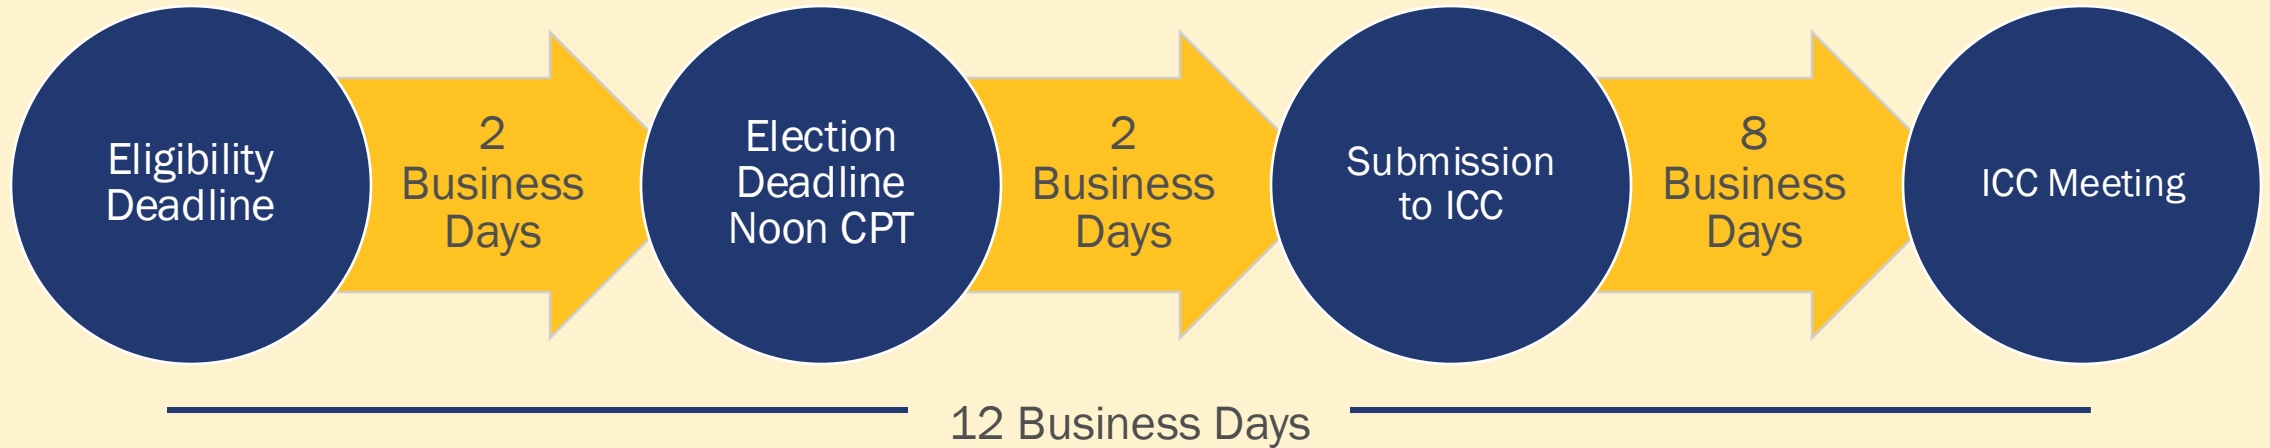 Eligibility
Deadline
2
Business
Days
Election
Deadline
Noon CPT
2
Business
Days
Submission
to ICC
8
Business
Days
ICC Meeting
12 Business Days